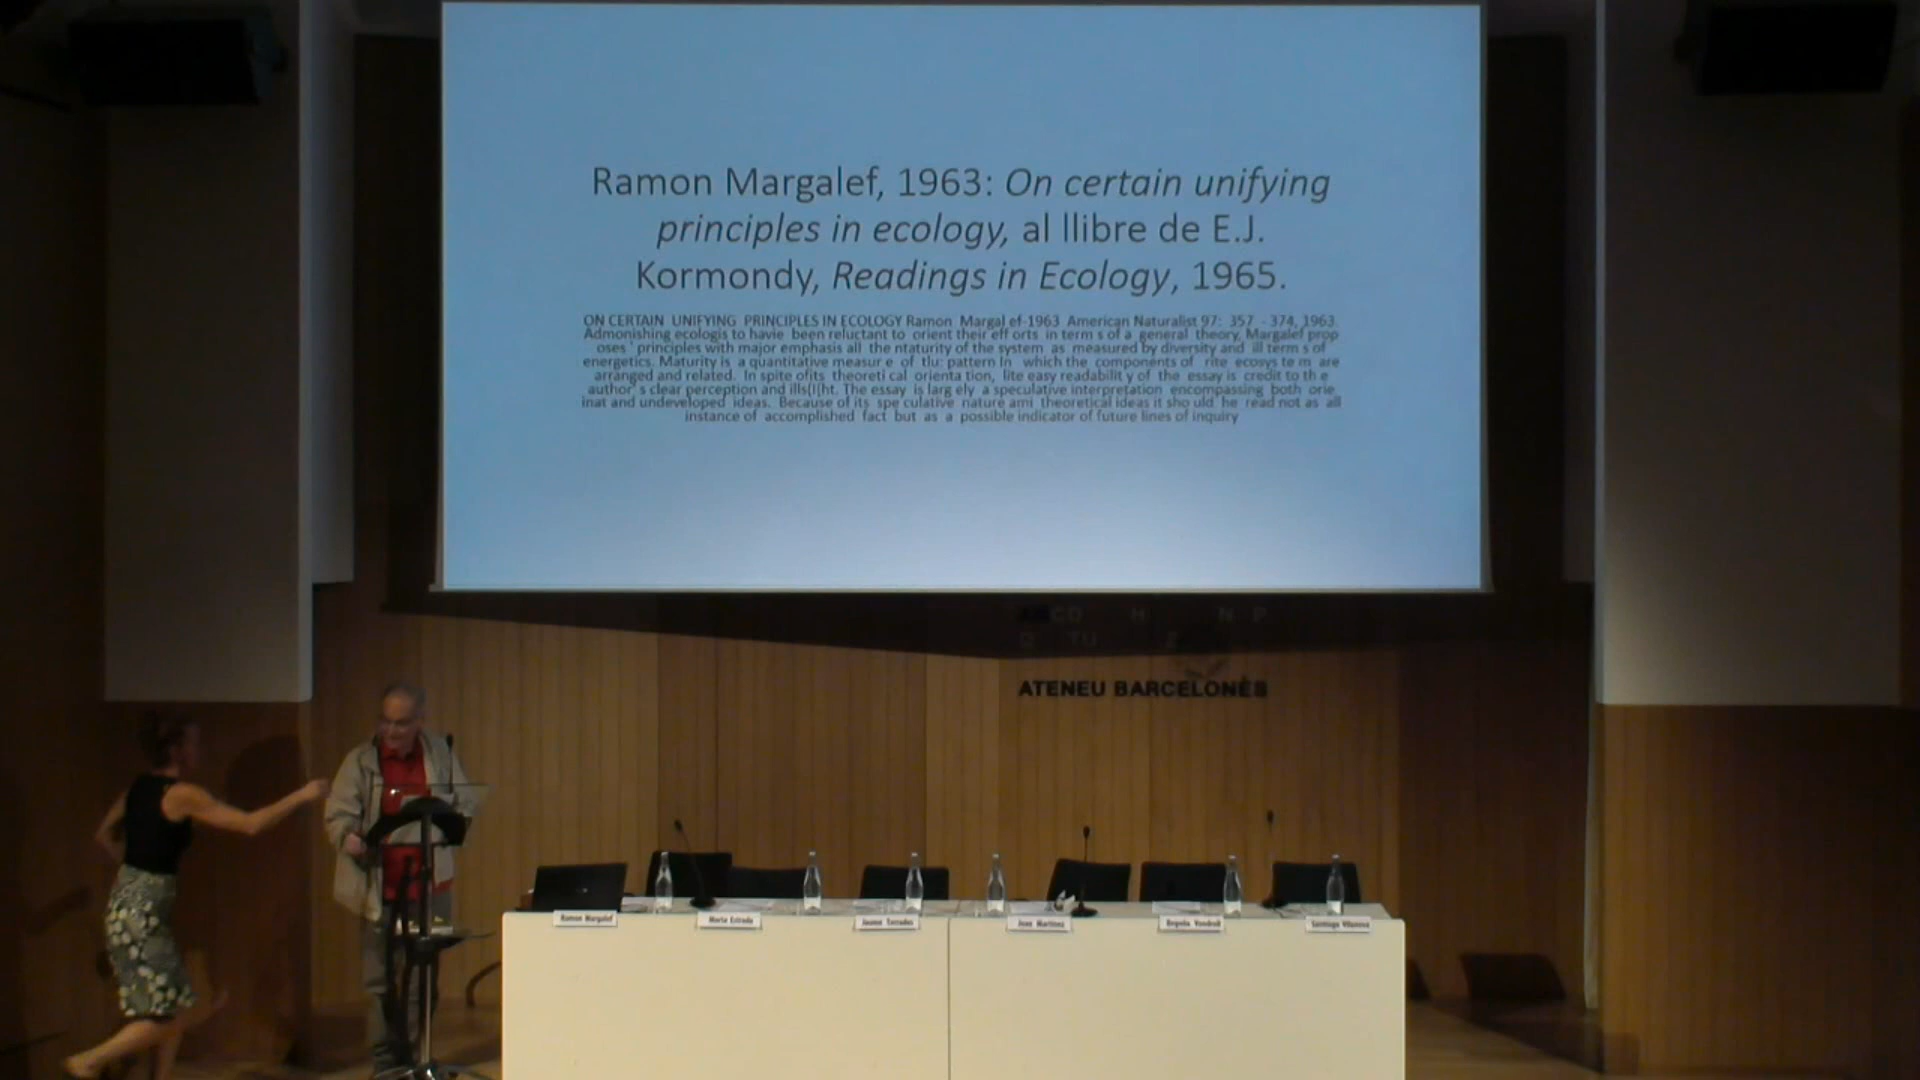 Ramon Margalef, 1963: On certain unifying
principles in ecology, al llibre de E.J.
Kormondy, Readings in Ecology, 1965.
ON CERTAIN UNIFYING PRINCIPLES IN ECOLOGY Ramon Margal ef-1963 American Naturalist 97: 357 - 374, 1963.
Admonishing ecologis to havie been reluctant to orient their eff orts in term s of a general theory, Margalef prop
oses ' principles with major emphasis all the ntaturity of the system as measured by diversity and ill term s of
energetics. Maturity is a quantitative measur e of tlu: pattern in which the components of rite ecosys te m are
arranged and related. In spite ofits theoreti cal orienta tion, lite easy readabilit y of the essay is credit to th e
author's clear perception and ills(I[ht. The essay is larg ely a speculative interpretation encompassing both orie
inat and undeveloped ideas. Because of its spe culative nature ami theoretical ideas it sho uld he read not as all
instance of accomplished fact but as a possible indicator of future lines of inquiry
ATENEU BARCELONÈS
Ramon Margalef
Marta Estrada
Jaume Terradas
Joan Martínez
Begoña Vendrell
Santiago Vilanova